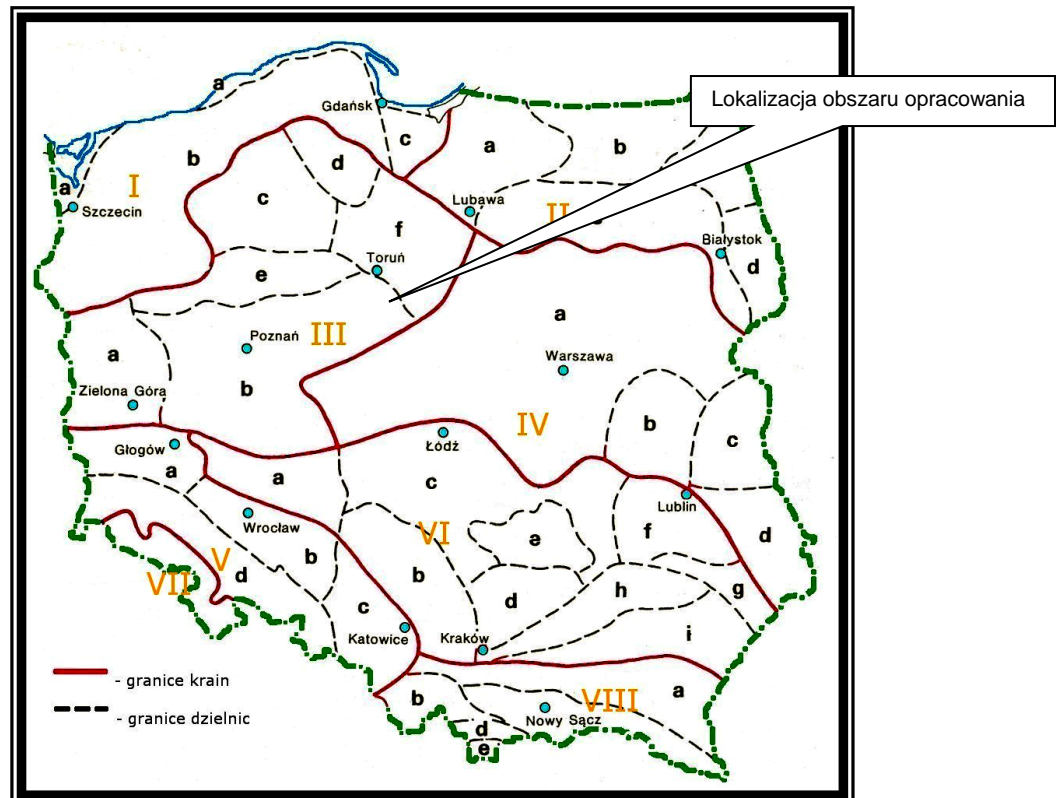 Lokalizacja obszaru opracowania
a
Gdańsk
c
a
b
b
d
a
I
Szczecin
c
Lubawa
II
f
Białystok
Toruń
d
e
a
III
Poznań
a
Warszawa
b
Zielona Góra
IV
b
c
Głogów
Łódź
a
a
c
Lublin
Wrocław
VI
a
f
d
V
b
b
VII
d
h
g
c
d
i
Katowice
Kraków
a
b
VIII
Nowy Sącz
d
e
- granice krain
- granice dzielnic